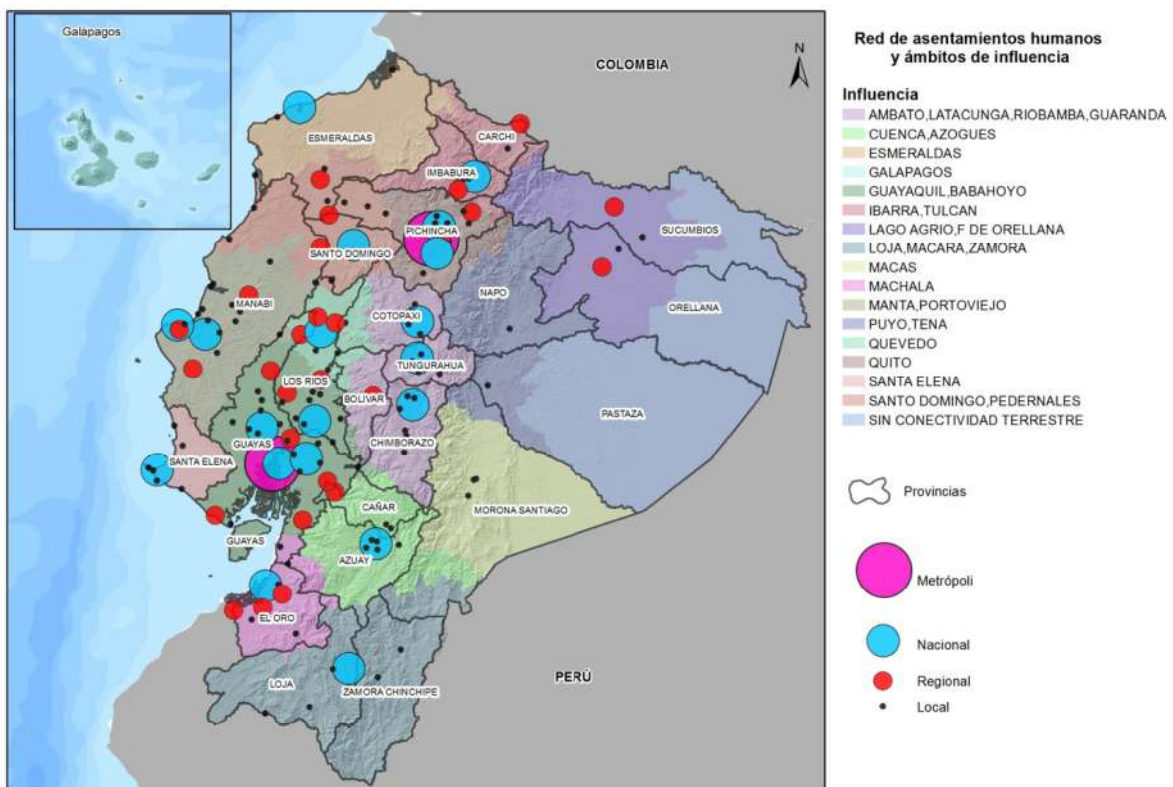 Galápagos
N
COLOMBIA
ESMERALDAS
CARCHI
IMBABURA
SUCUMBIOS
PICHINCHA
SANTO DOMINGO
NAPO
ORELLANA
MANABI
COTOPAXI
TUNGURAHUA
LOS RIOS
BOLIVAR
PASTAZA
CHIMBORAZO
GUAYAS
SANTA ELENA
CAÑAR
MORONA SANTIAGO
GUAYAS
AZUAY
EL ORO
LOJA
ZAMORA CHINCHIPE
PERÚ
Red de asentamientos humanos
y ámbitos de influencia
Influencia
AMBATO,LATACUNGA,RIOBAMBA,GUARANDA
CUENCA,AZOGUES
ESMERALDAS
GALAPAGOS
GUAYAQUIL,BABAHOYO
IBARRA,TULCAN
LAGO AGRIO,F DE ORELLANA
LOJA,MACARA,ZAMORA
MACAS
MACHALA
MANTA,PORTOVIEJO
PUYO,TENA
QUEVEDO
QUITO
SANTA ELENA
SANTO DOMINGO,PEDERNALES
SIN CONECTIVIDAD TERRESTRE
Provincias
Metrópoli
Nacional
Regional
Local